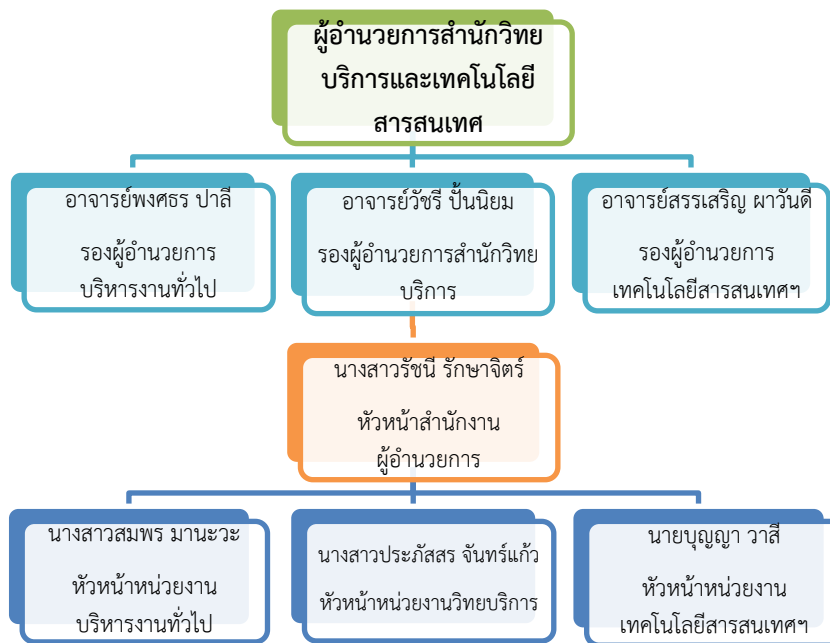 ผู้อำนวยการสำนักวิทย
บริการและเทคโนโลยี
สารสนเทศ
อาจารย์พงศธร ปาลี
รองผู้อำนวยการ
บริหารงานทั่วไป
อาจารย์วัชรี ปั้นนิยม
รองผู้อำนวยการสำนักวิทย
บริการ
อาจารย์สรรเสริญ ผาวันดี
รองผู้อำนวยการ
เทคโนโลยีสารสนเทศฯ
นางสาวรัชนี รักษาจิตร์
หัวหน้าสำนักงาน
ผู้อำนวยการ
นางสาวสมพร มานะวะ
หัวหน้าหน่วยงาน
บริหารงานทั่วไป
นางสาวประภัสสร จันทร์แก้ว
หัวหน้าหน่วยงานวิทยบริการ
นายบุญญา วาสี
หัวหน้าหน่วยงาน
เทคโนโลยีสารสนเทศฯ